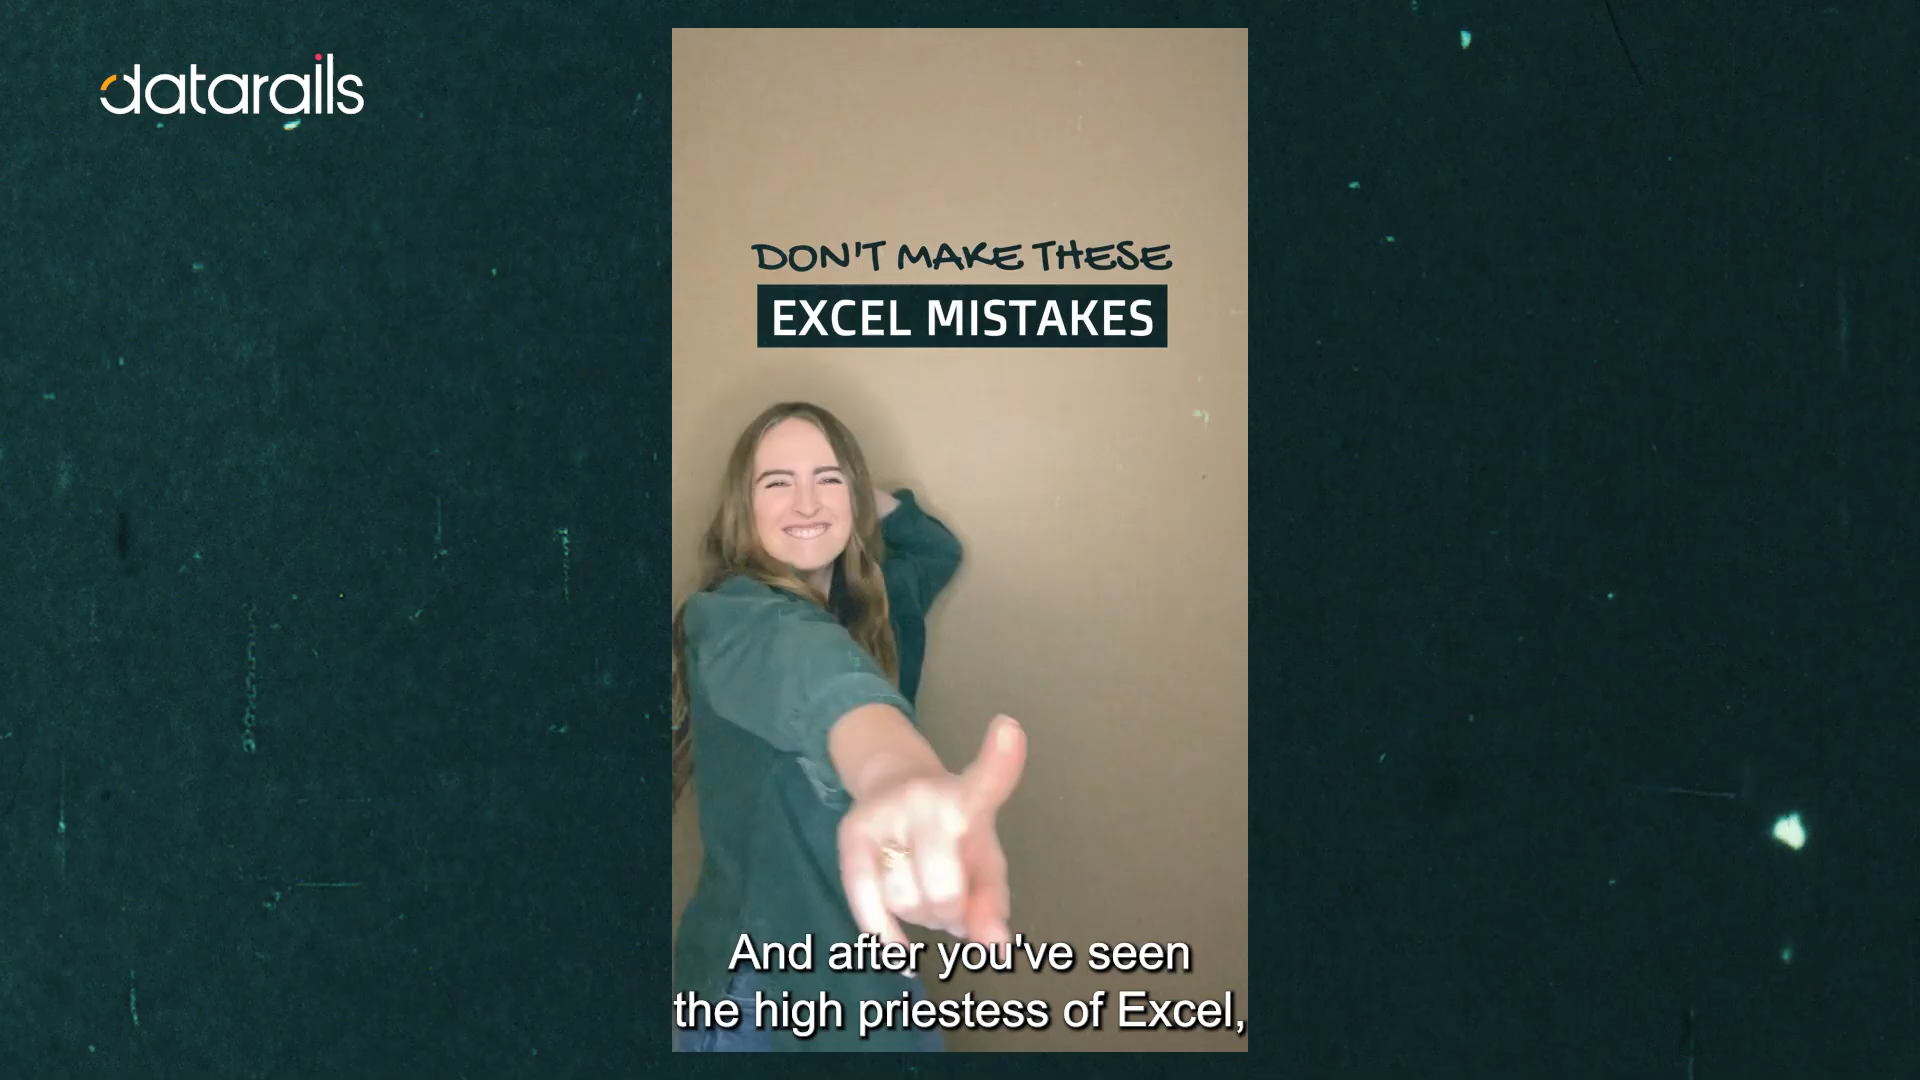 datarails
DON'T MAKE THESE
EXCEL MISTAKES
And after you've seen
the high priestess of Excel,